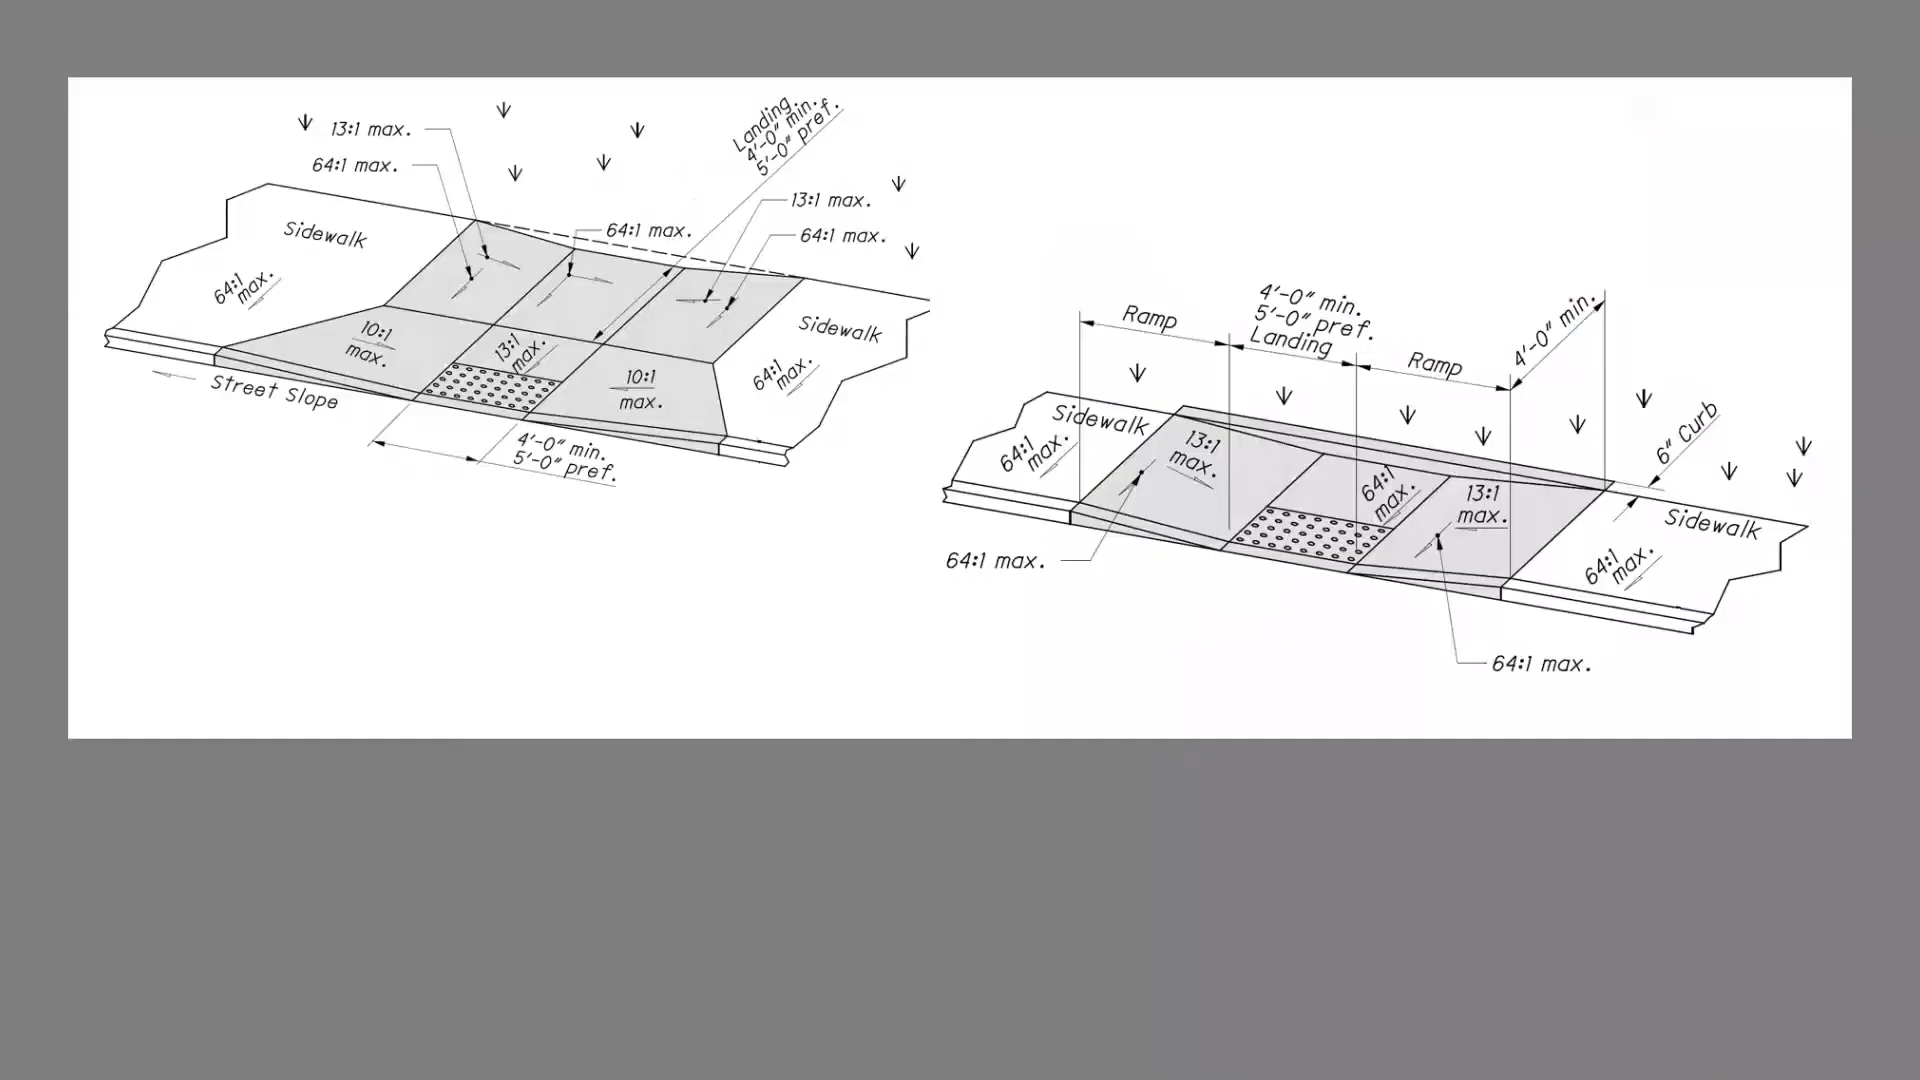 13:1 max.
64:1 max.
Landing
4'-0" min.
5'-0" pref.
13:1 max.
64:1 max.
64:1 max.
Sidewalk
64:1
max.
10:1
max.
13:1
max.
10:1
max.
Sidewalk
64:1
max.
Street Slope
4'-0" min.
5'-0" pref.
Ramp
4'-0" min.
5'-0" pref.
Landing
Ramp
4'-0" min.
6" Curb
Sidewalk
64:1
max.
13:1
max.
64:1
max.
13:1
max.
Sidewalk
64:1
max.
64:1 max.
64:1 max.